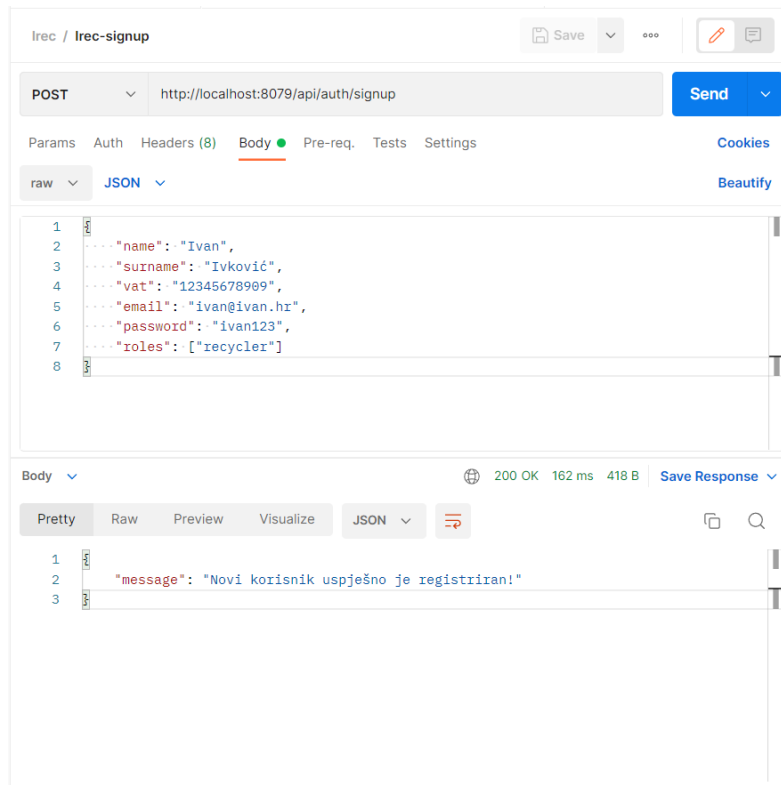 Irec / Irec-signup
Save
POST http://localhost:8079/api/auth/signup Send
Params Auth Headers (8) Body Pre-req. Tests Settings Cookies
raw JSON Beautify
1 {
2 "name": "Ivan",
3 "surname": "Ivković",
4 "vat": "12345678909",
5 "email": "ivan@ivan.hr",
6 "password": "ivan123",
7 "roles": ["recycler"]
8 }
Body 200 OK 162 ms 418 B Save Response
Pretty Raw Preview Visualize JSON
1 {
2 "message": "Novi korisnik uspješno je registriran!"
3 }